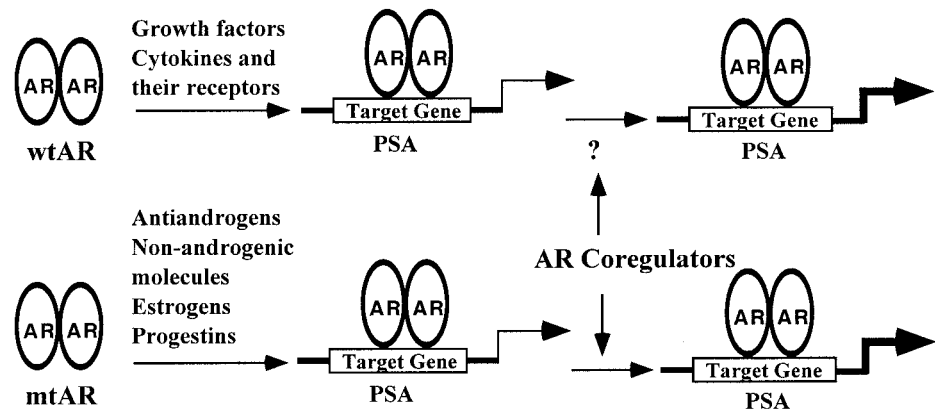 Growth factors
Cytokines and
their receptors
AR AR
wtAR
AR AR
Target Gene
PSA
?
AR AR
Target Gene
PSA
AR Coregulators
Antiandrogens
Non-androgenic
molecules
Estrogens
Progestins
AR AR
mtAR
AR AR
Target Gene
PSA
AR AR
Target Gene
PSA